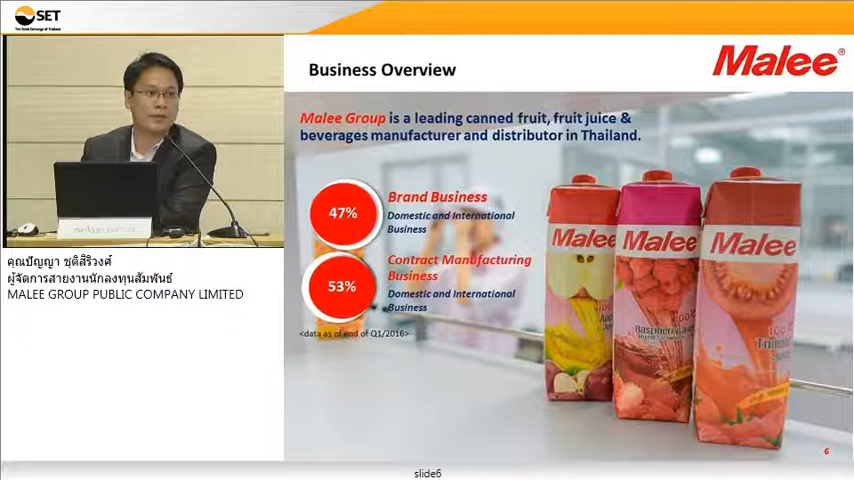 SET
The Stock Exchange of Thailand
Business Overview
Malee®
Malee Group is a leading canned fruit, fruit juice &
beverages manufacturer and distributor in Thailand.
47%
Brand Business
Domestic and International
Business
53%
Contract Manufacturing
Business
Domestic and International
Business
<data as of end of Q1/2016>
Malee
Malee
Malee
100%
คุณปัญญา ชุติสิริวงศ์
ผู้จัดการสายงานนักลงทุนสัมพันธ์
MALEE GROUP PUBLIC COMPANY LIMITED
6
slide6